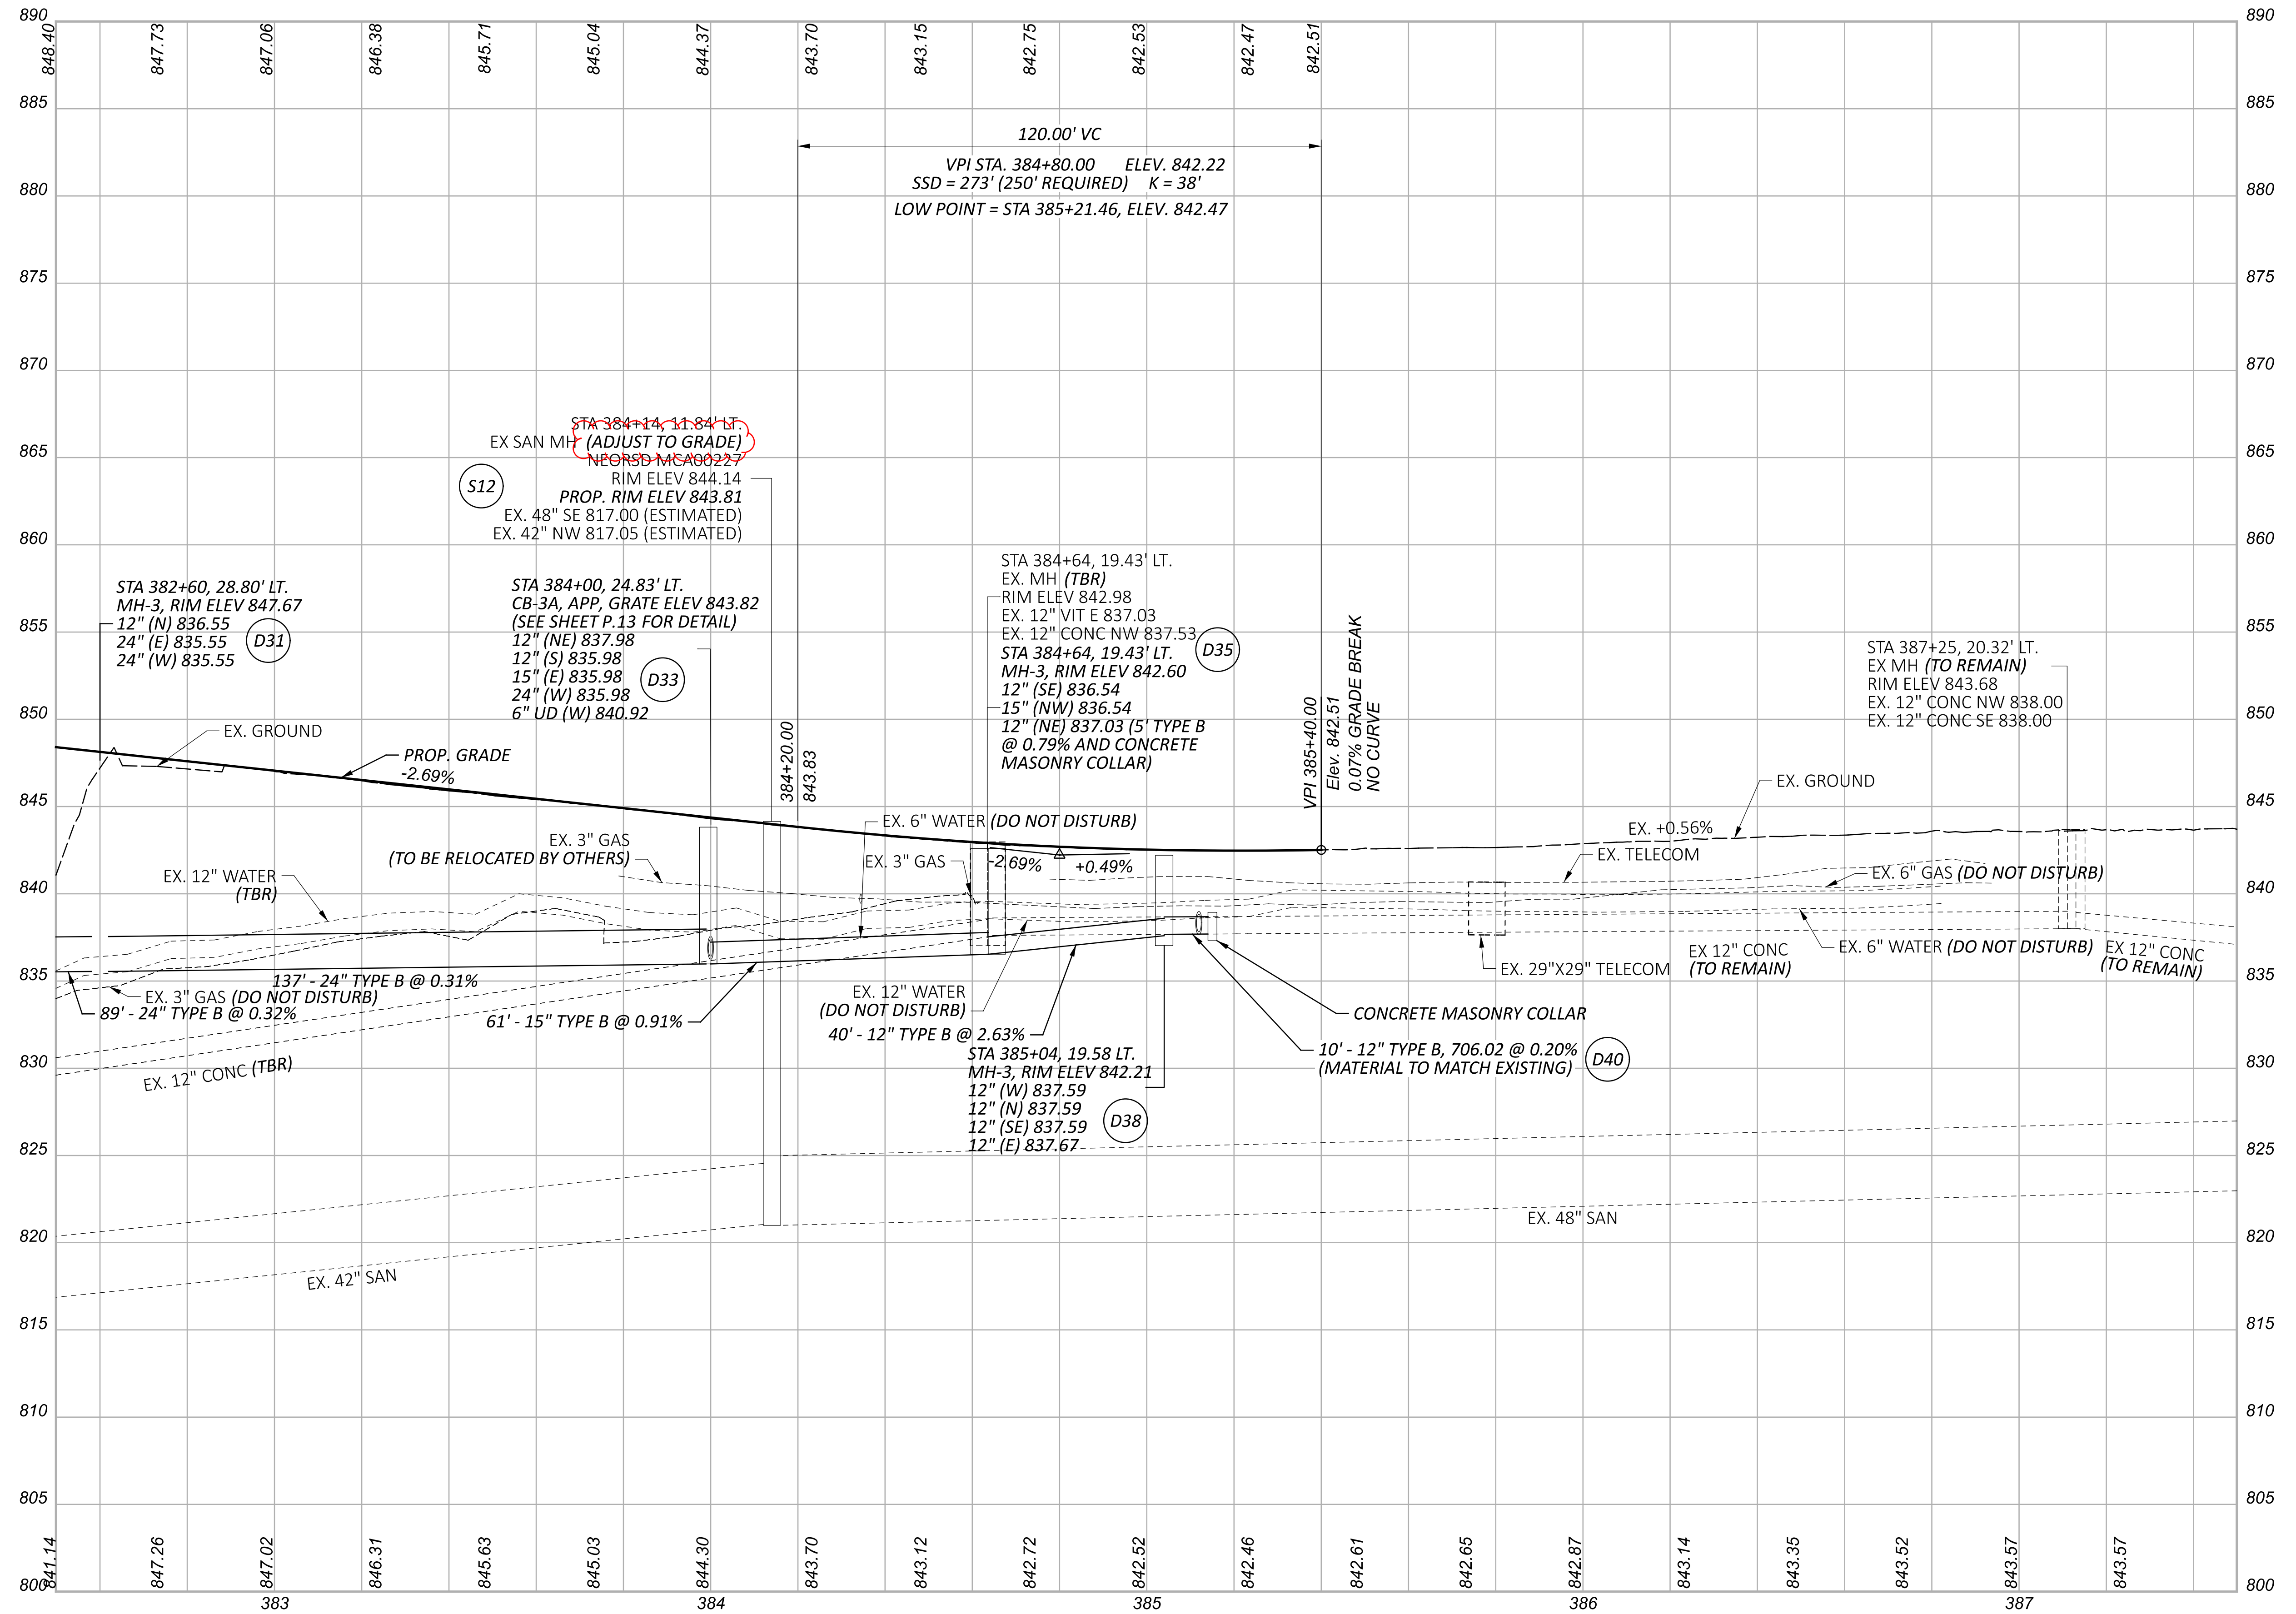 890
848.40
847.73
847.06
846.38
845.71
845.04
844.37
843.70
843.15
842.75
842.53
842.47
842.51
890
885
885
120.00' VC
VPI STA. 384+80.00 ELEV. 842.22
SSD = 273' (250' REQUIRED) K = 38'
LOW POINT = STA 385+21.46, ELEV. 842.47
880
880
875
875
870
870
865
865
STA 384+14, 11.84' LT.
EX SAN MH (ADJUST TO GRADE)
NEORSD MCA00227
RIM ELEV 844.14
PROP. RIM ELEV 843.81
EX. 48" SE 817.00 (ESTIMATED)
EX. 42" NW 817.05 (ESTIMATED)
S12
860
860
STA 382+60, 28.80' LT.
MH-3, RIM ELEV 847.67
12" (N) 836.55
24" (E) 835.55
24" (W) 835.55
D31
STA 384+00, 24.83' LT.
CB-3A, APP, GRATE ELEV 843.82
(SEE SHEET P.13 FOR DETAIL)
12" (NE) 837.98
12" (S) 835.98
15" (E) 835.98
24" (W) 835.98
6" UD (W) 840.92
D33
STA 384+64, 19.43' LT.
EX. MH (TBR)
RIM ELEV 842.98
EX. 12" VIT E 837.03
EX. 12" CONC NW 837.53
STA 384+64, 19.43' LT.
MH-3, RIM ELEV 842.60
12" (SE) 836.54
15" (NW) 836.54
12" (NE) 837.03 (5' TYPE B
@ 0.79% AND CONCRETE
MASONRY COLLAR)
D35
855
855
VPI 385+40.00
Elev. 842.51
0.07% GRADE BREAK
NO CURVE
STA 387+25, 20.32' LT.
EX MH (TO REMAIN)
RIM ELEV 843.68
EX. 12" CONC NW 838.00
EX. 12" CONC SE 838.00
850
850
EX. GROUND
PROP. GRADE
-2.69%
384+20.00
843.83
EX. GROUND
845
845
EX. 3" GAS
(TO BE RELOCATED BY OTHERS)
EX. 6" WATER (DO NOT DISTURB)
EX. 3" GAS
-2.69%
+0.49%
EX. +0.56%
EX. TELECOM
EX. 6" GAS (DO NOT DISTURB)
EX. 12" WATER
(TBR)
840
840
835
835
137' - 24" TYPE B @ 0.31%
EX. 3" GAS (DO NOT DISTURB)
89' - 24" TYPE B @ 0.32%
61' - 15" TYPE B @ 0.91%
EX. 12" WATER
(DO NOT DISTURB)
40' - 12" TYPE B @ 2.63%
EX. 29"X29" TELECOM
EX 12" CONC
(TO REMAIN)
EX. 6" WATER (DO NOT DISTURB)
EX 12" CONC
(TO REMAIN)
CONCRETE MASONRY COLLAR
10' - 12" TYPE B, 706.02 @ 0.20%
(MATERIAL TO MATCH EXISTING)
D40
STA 385+04, 19.58 LT.
MH-3, RIM ELEV 842.21
12" (W) 837.59
12" (N) 837.59
12" (SE) 837.59
12" (E) 837.67
D38
830
830
EX. 12" CONC (TBR)
825
825
820
820
EX. 42" SAN
EX. 48" SAN
815
815
810
810
805
805
800
841.14
847.26
847.02
846.31
845.63
845.03
844.30
843.70
843.12
842.72
842.52
842.46
842.61
842.65
842.87
843.14
843.35
843.52
843.57
843.57
800
383
384
385
386
387